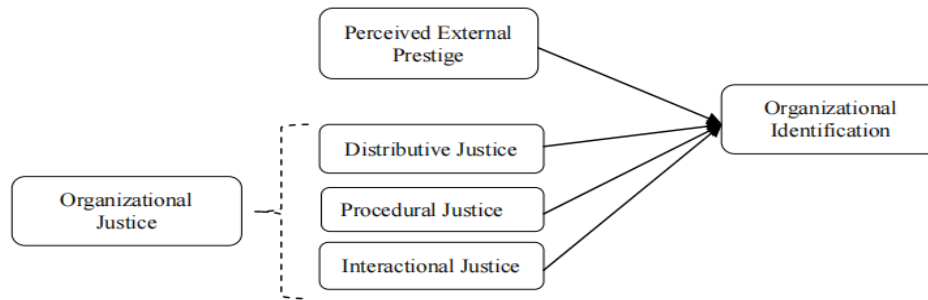 Perceived External
Prestige
Organizational
Identification
Distributive Justice
Organizational
Justice
Procedural Justice
Interactional Justice